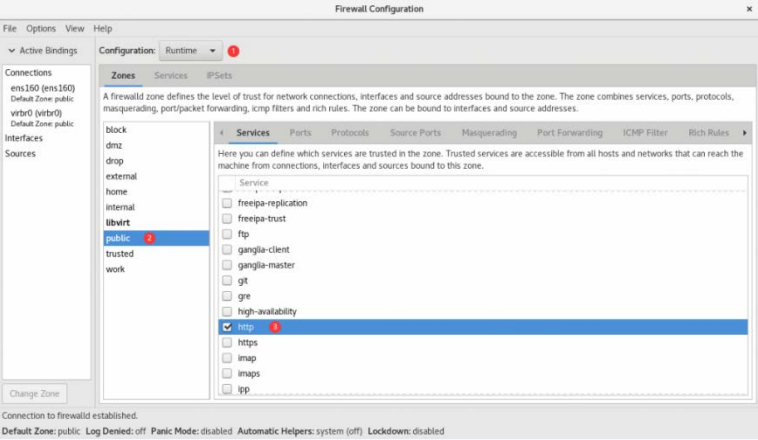 Firewall Configuration
×
File Options View Help
Active Bindings
Configuration: Runtime 1
Connections
ens160 (ens160)
Default Zone: public
virbr0 (virbr0)
Default Zone: public
Interfaces
Sources
Change Zone
Zones Services IPSets
A firewalld zone defines the level of trust for network connections, interfaces and source addresses bound to the zone. The zone combines services, ports, protocols,
masquerading, port/packet forwarding, icmp filters and rich rules. The zone can be bound to interfaces and source addresses.
block
dmz
drop
external
home
internal
libvirt
public 2
trusted
work
Services Ports Protocols Source Ports Masquerading Port Forwarding ICMP Filter Rich Rules
Here you can define which services are trusted in the zone. Trusted services are accessible from all hosts and networks that can reach the
machine from connections, interfaces and sources bound to this zone.
Service
freeipa-replication
freeipa-trust
ftp
ganglia-client
ganglia-master
git
gre
high-availability
http 3
https
imap
imaps
ipp
Connection to firewalld established.
Default Zone: public Log Denied: off Panic Mode: disabled Automatic Helpers: system (off) Lockdown: disabled